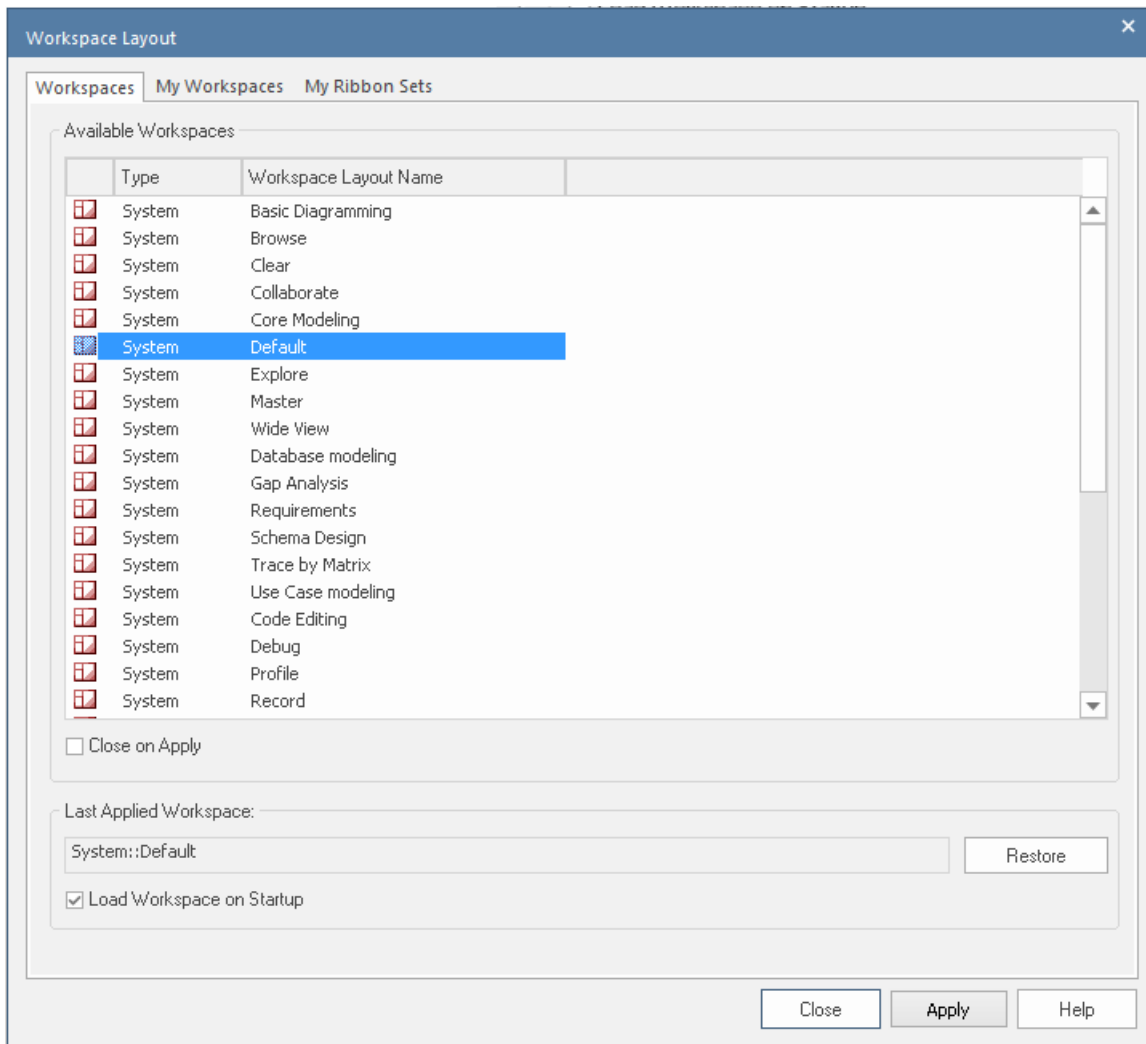 Workspace Layout
Workspaces My Workspaces My Ribbon Sets
Available Workspaces
Type Workspace Layout Name
System Basic Diagramming
System Browse
System Clear
System Collaborate
System Core Modeling
System Default
System Explore
System Master
System Wide View
System Database modeling
System Gap Analysis
System Requirements
System Schema Design
System Trace by Matrix
System Use Case modeling
System Code Editing
System Debug
System Profile
System Record
Close on Apply
Last Applied Workspace:
System::Default
Restore
Load Workspace on Startup
Close Apply Help